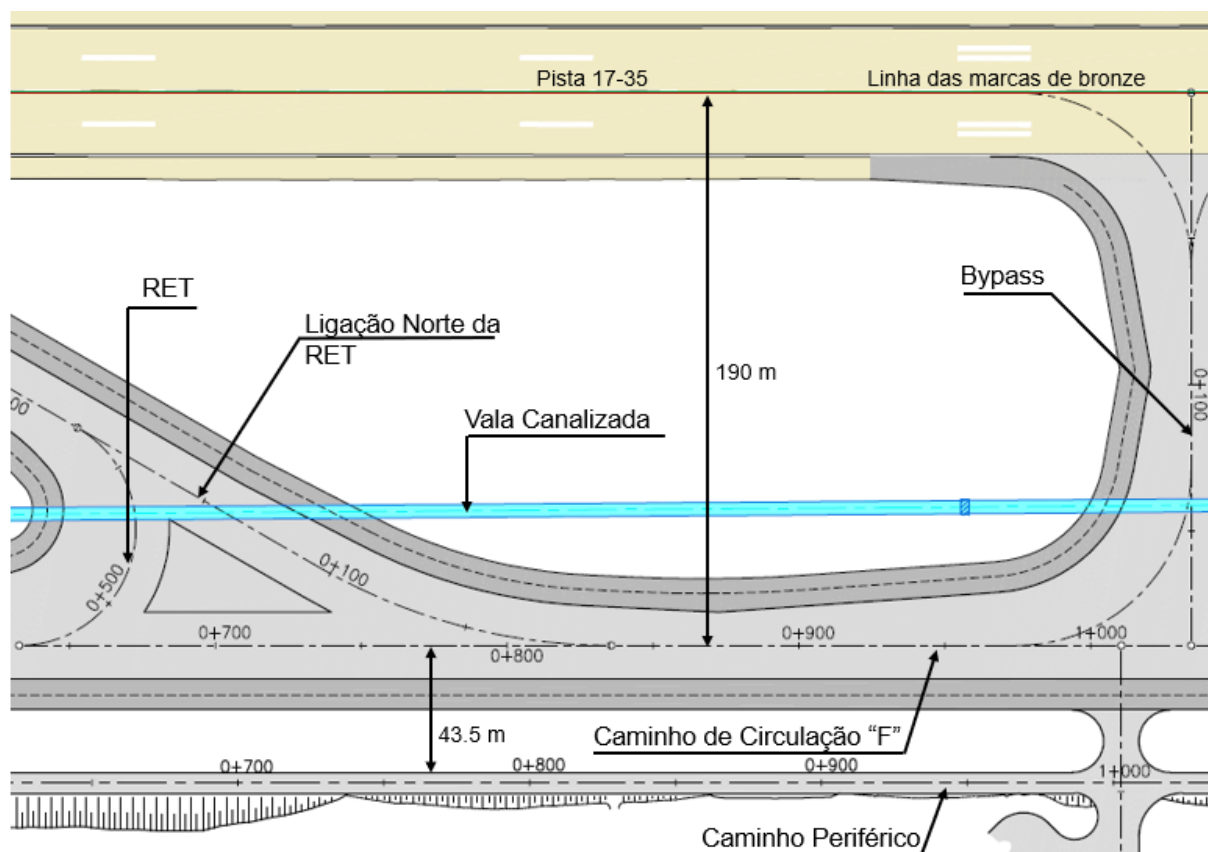 Pista 17-35
Linha das marcas de bronze
RET
Bypass
Ligação Norte da
RET
190 m
0+100
00
Vala Canalizada
0+100
0+500
0+700
0+800
0+900
1+000
43.5 m
Caminho de Circulação “F”
0+700
0+800
0+900
1+000
Caminho Periférico